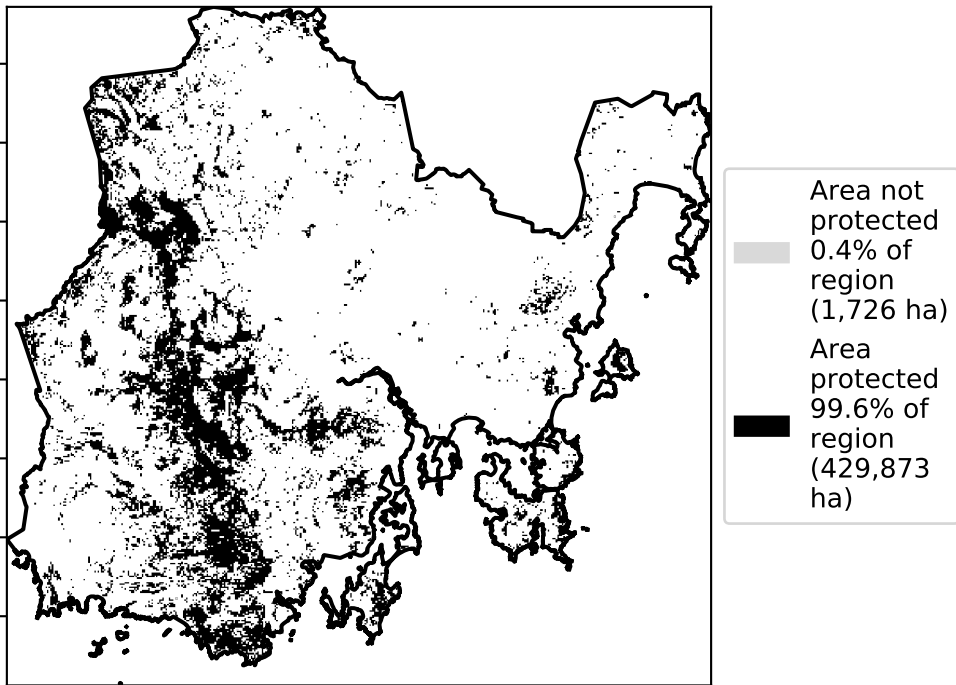 Area not
protected
0.4% of
region
(1,726 ha)
Area
protected
99.6% of
region
(429,873
ha)